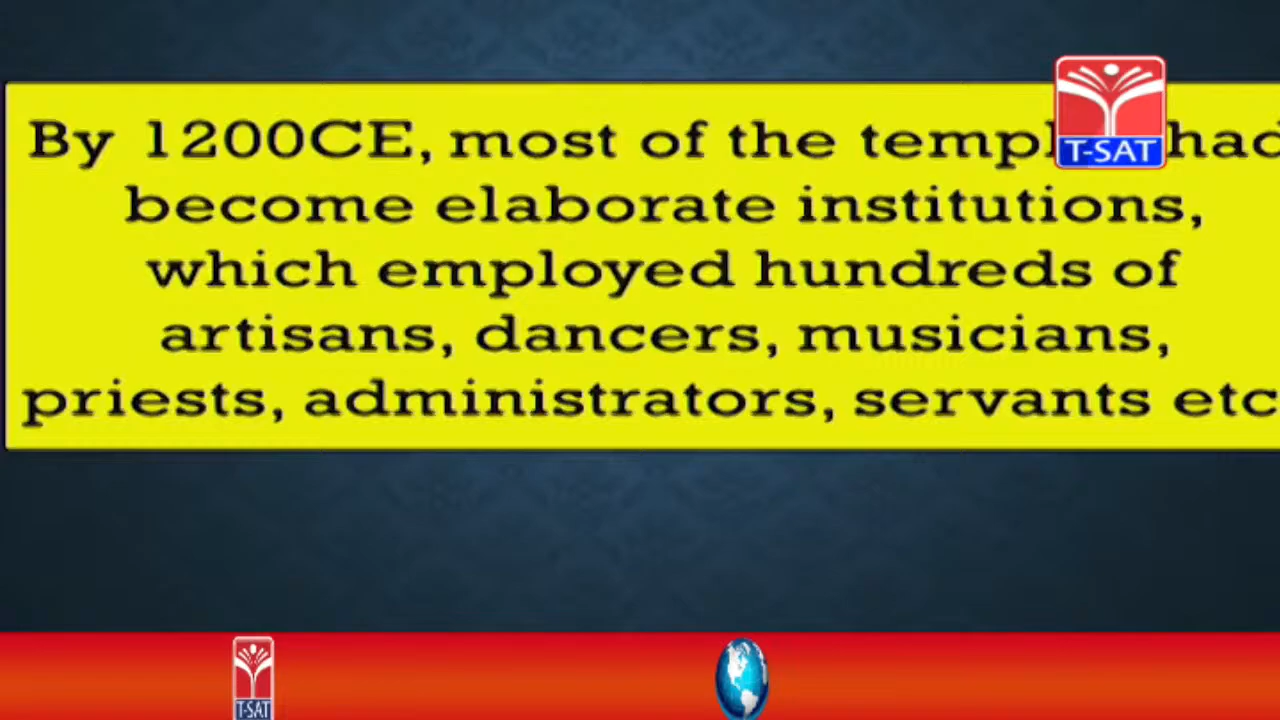 By 1200CE, most of the had
become elaborate institutions,
which employed hundreds of
artisans, dancers, musicians,
priests, administrators, servants etc
T-SAT
T-SAT